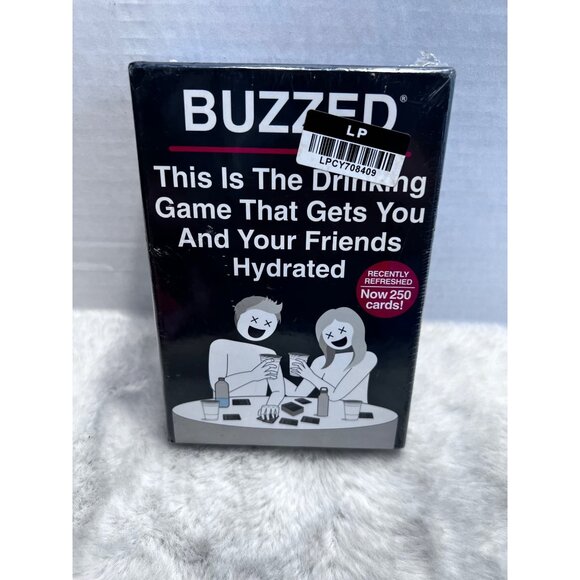 BUZZED®
LP
LPCY708409
This Is The Drinking
Game That Gets You
And Your Friends
Hydrated
RECENTLY
REFRESHED
Now 250
cards!